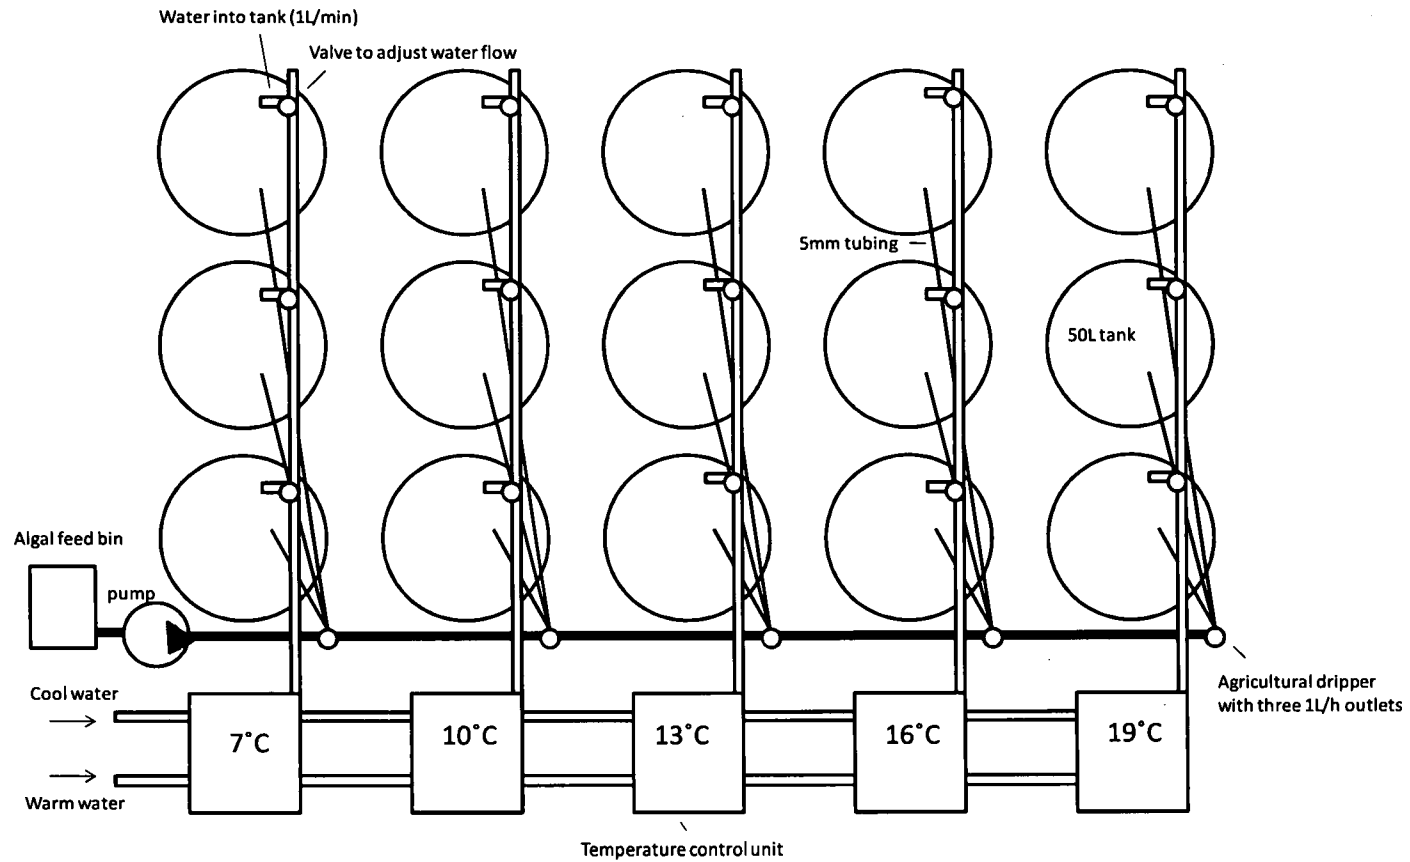 Water into tank (1L/min)
Valve to adjust water flow
5mm tubing
50L tank
Algal feed bin
pump
Cool water
Warm water
7˚C
10˚C
13˚C
16˚C
19˚C
Agricultural dripper
with three 1L/h outlets
Temperature control unit